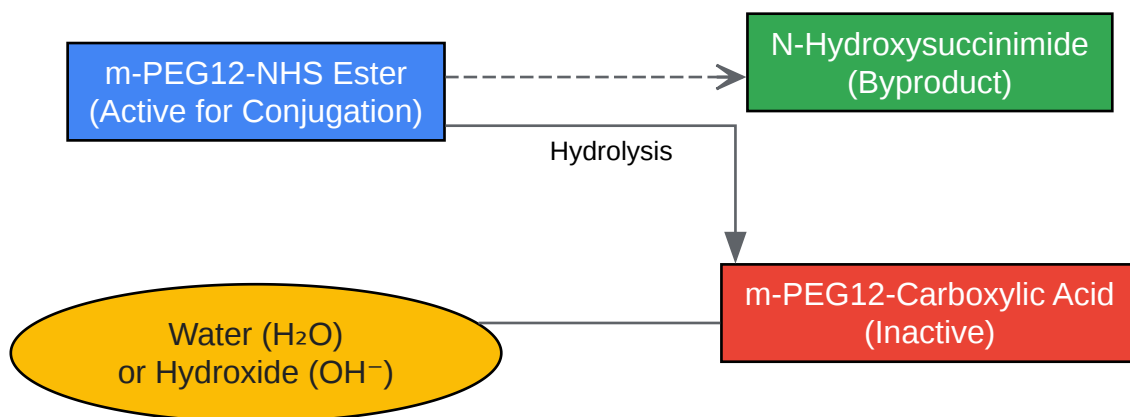 m-PEG12-NHS Ester
(Active for Conjugation)
N-Hydroxysuccinimide
(Byproduct)
Hydrolysis
m-PEG12-Carboxylic Acid
(Inactive)
Water (H₂O)
or Hydroxide (OH⁻)